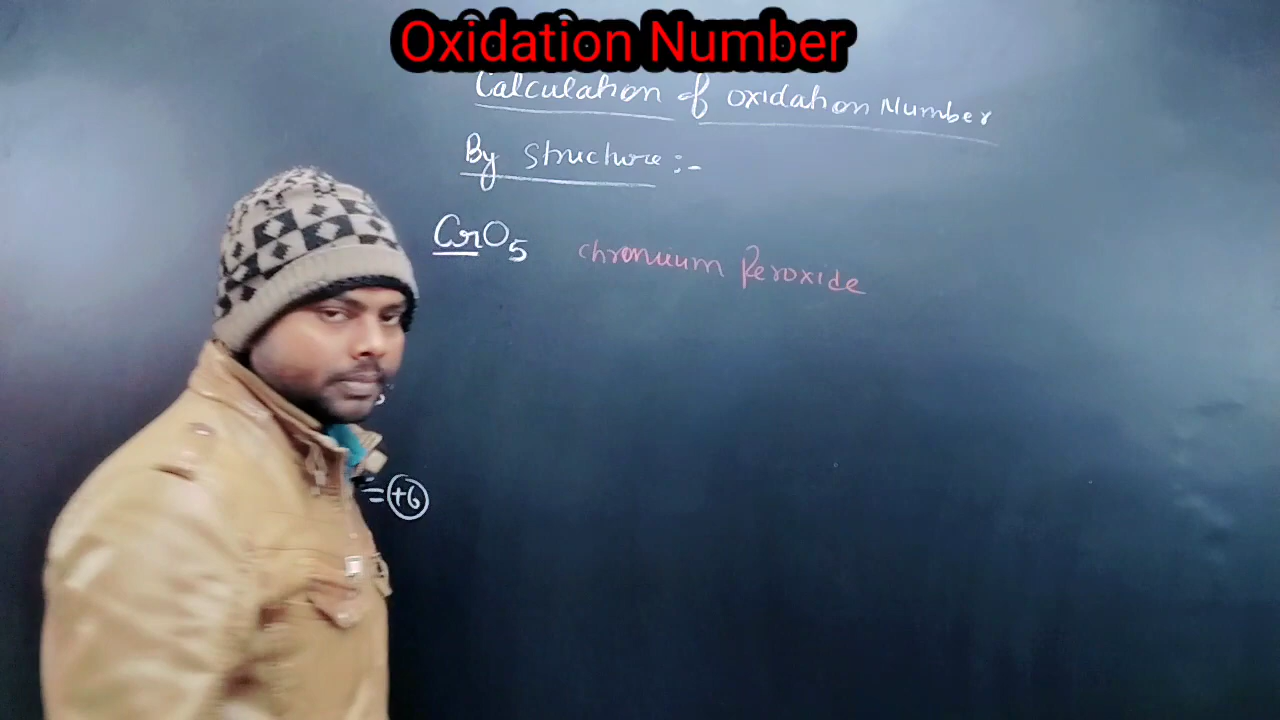 Oxidation Number
Calculation of oxidation Number
By structure :-
CrO5
chromium Peroxide
= +6